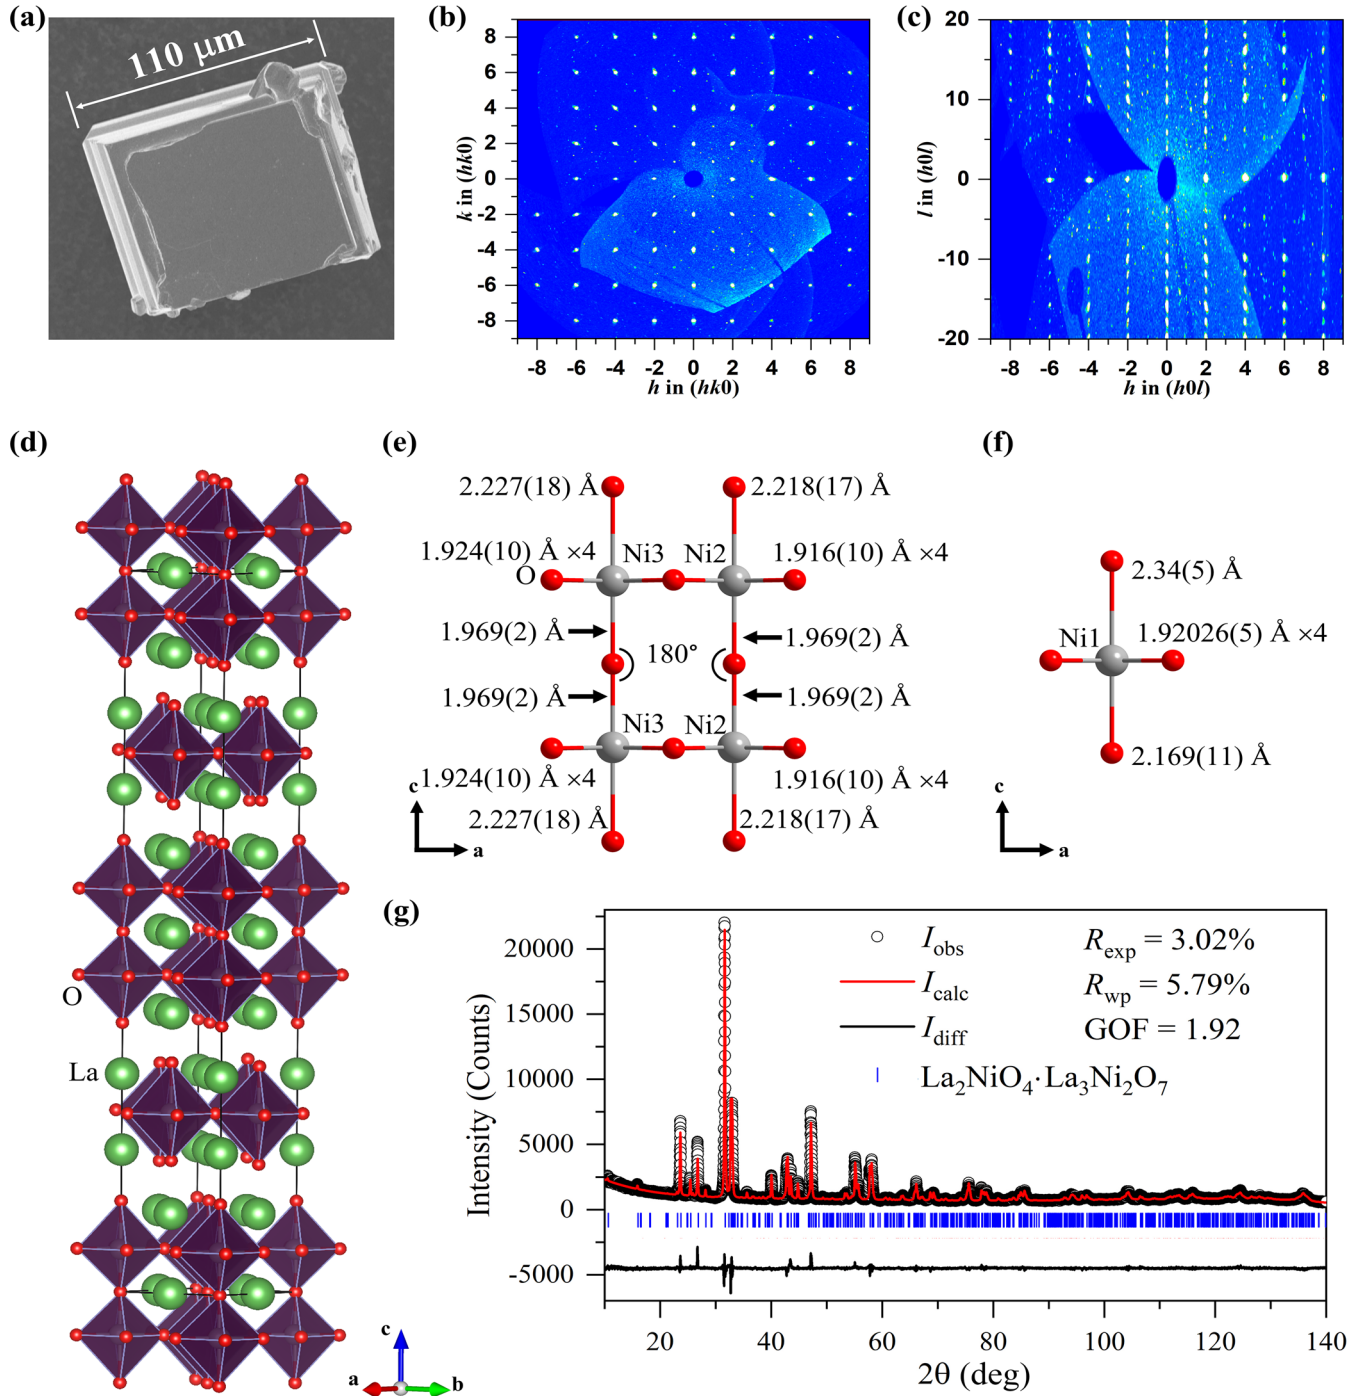 (a)
110 μm
(b)
k in (hk0)
8
6
4
2
0
-2
-4
-6
-8
-8 -6 -4 -2 0 2 4 6 8
h in (hk0)
(c)
l in (h0l)
20
10
0
-10
-20
-8 -6 -4 -2 0 2 4 6 8
h in (h0l)
(d)
O
La
c
a
b
(e)
2.227(18) Å
2.218(17) Å
1.924(10) Å ×4
Ni3
Ni2
1.916(10) Å ×4
O
1.969(2) Å
1.969(2) Å
180°
1.969(2) Å
1.969(2) Å
Ni3
Ni2
1.924(10) Å ×4
1.916(10) Å ×4
2.227(18) Å
2.218(17) Å
c
a
(f)
2.34(5) Å
Ni1
1.92026(5) Å ×4
2.169(11) Å
c
a
(g)
Intensity (Counts)
20000
15000
10000
5000
0
-5000
Iobs
Rexp = 3.02%
Icalc
Rwp = 5.79%
Idiff
GOF = 1.92
La2NiO4·La3Ni2O7
20 40 60 80 100 120 140
2θ (deg)